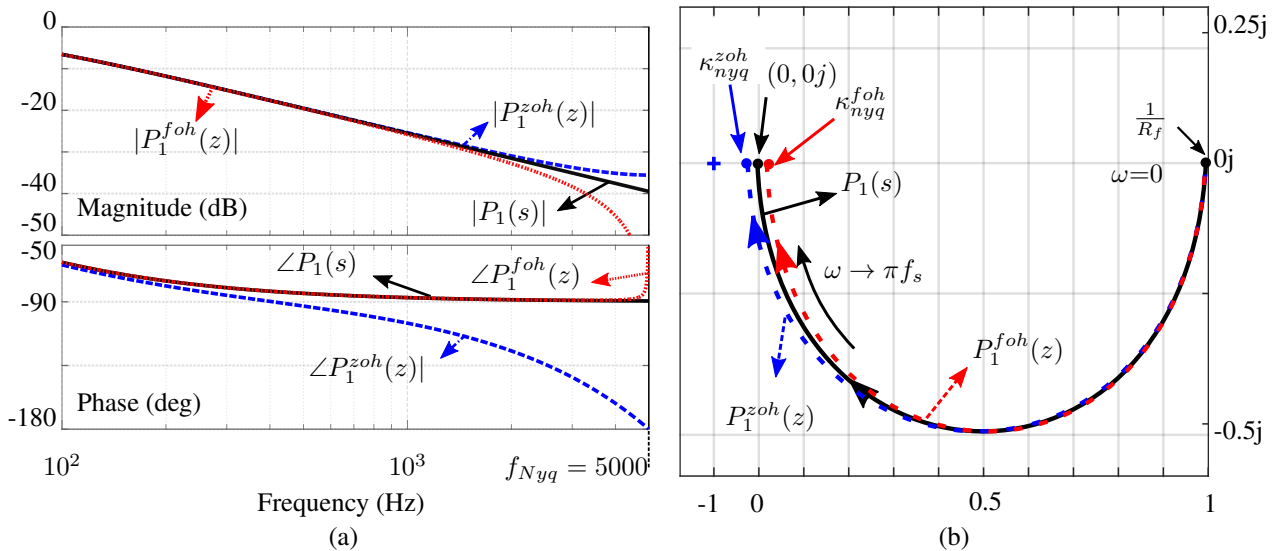 0
-20
-40
-50
|P_1^{zoh}(z)|
|P_1^{foh}(z)|
|P_1(s)|
Magnitude (dB)
-50
-90
-180
∠P_1(s)
∠P_1^{foh}(z)
∠P_1^{zoh}(z)|
Phase (deg)
10^2
10^3
f_{Nyq} = 5000
Frequency (Hz)
(a)
0.25j
κ_{nyq}^{zoh}
(0, 0j)
κ_{nyq}^{foh}
1/R_f
0j
ω=0
P_1(s)
ω → πf_s
P_1^{foh}(z)
P_1^{zoh}(z)
-0.5j
-1
0
0.5
1
(b)